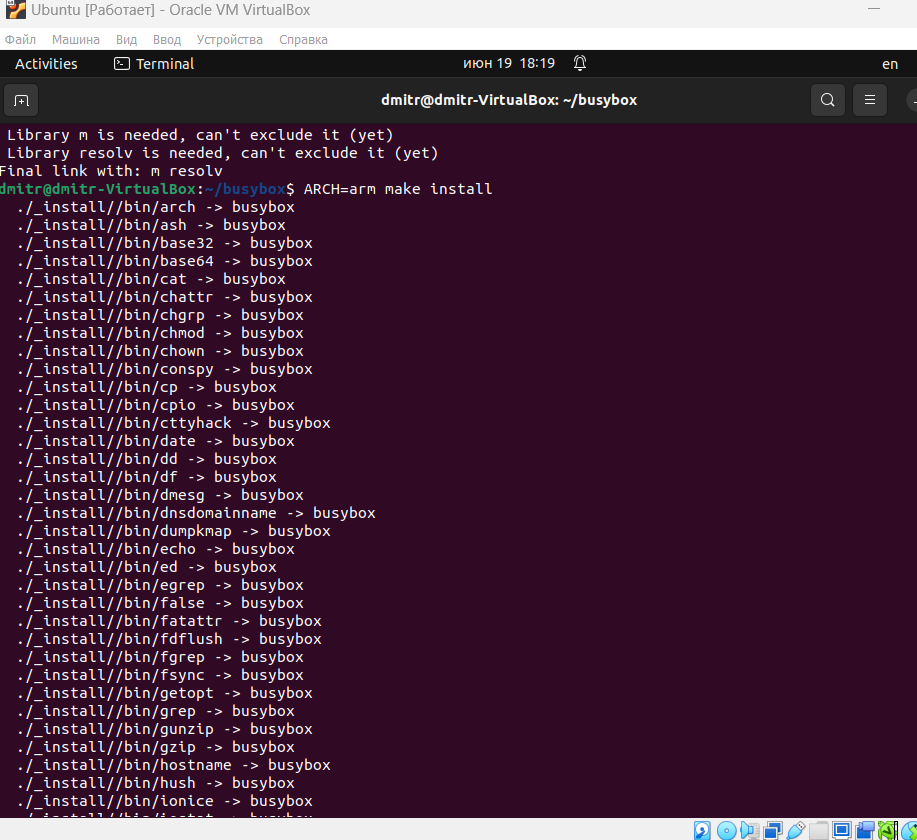 Ubuntu [Работает] - Oracle VM VirtualBox
Файл Машина Вид Ввод Устройства Справка
Activities Terminal июн 19 18:19 en
dmitr@dmitr-VirtualBox: ~/busybox
Library m is needed, can't exclude it (yet)
Library resolv is needed, can't exclude it (yet)
Final link with: m resolv
dmitr@dmitr-VirtualBox:~/busybox$ ARCH=arm make install
./_install//bin/arch -> busybox
./_install//bin/ash -> busybox
./_install//bin/base32 -> busybox
./_install//bin/base64 -> busybox
./_install//bin/cat -> busybox
./_install//bin/chattr -> busybox
./_install//bin/chgrp -> busybox
./_install//bin/chmod -> busybox
./_install//bin/chown -> busybox
./_install//bin/conspy -> busybox
./_install//bin/cp -> busybox
./_install//bin/cpio -> busybox
./_install//bin/cttyhack -> busybox
./_install//bin/date -> busybox
./_install//bin/dd -> busybox
./_install//bin/df -> busybox
./_install//bin/dmesg -> busybox
./_install//bin/dnsdomainname -> busybox
./_install//bin/dumpkmap -> busybox
./_install//bin/echo -> busybox
./_install//bin/ed -> busybox
./_install//bin/egrep -> busybox
./_install//bin/false -> busybox
./_install//bin/fatattr -> busybox
./_install//bin/fdflush -> busybox
./_install//bin/fgrep -> busybox
./_install//bin/fsync -> busybox
./_install//bin/getopt -> busybox
./_install//bin/grep -> busybox
./_install//bin/gunzip -> busybox
./_install//bin/gzip -> busybox
./_install//bin/hostname -> busybox
./_install//bin/hush -> busybox
./_install//bin/ionice -> busybox